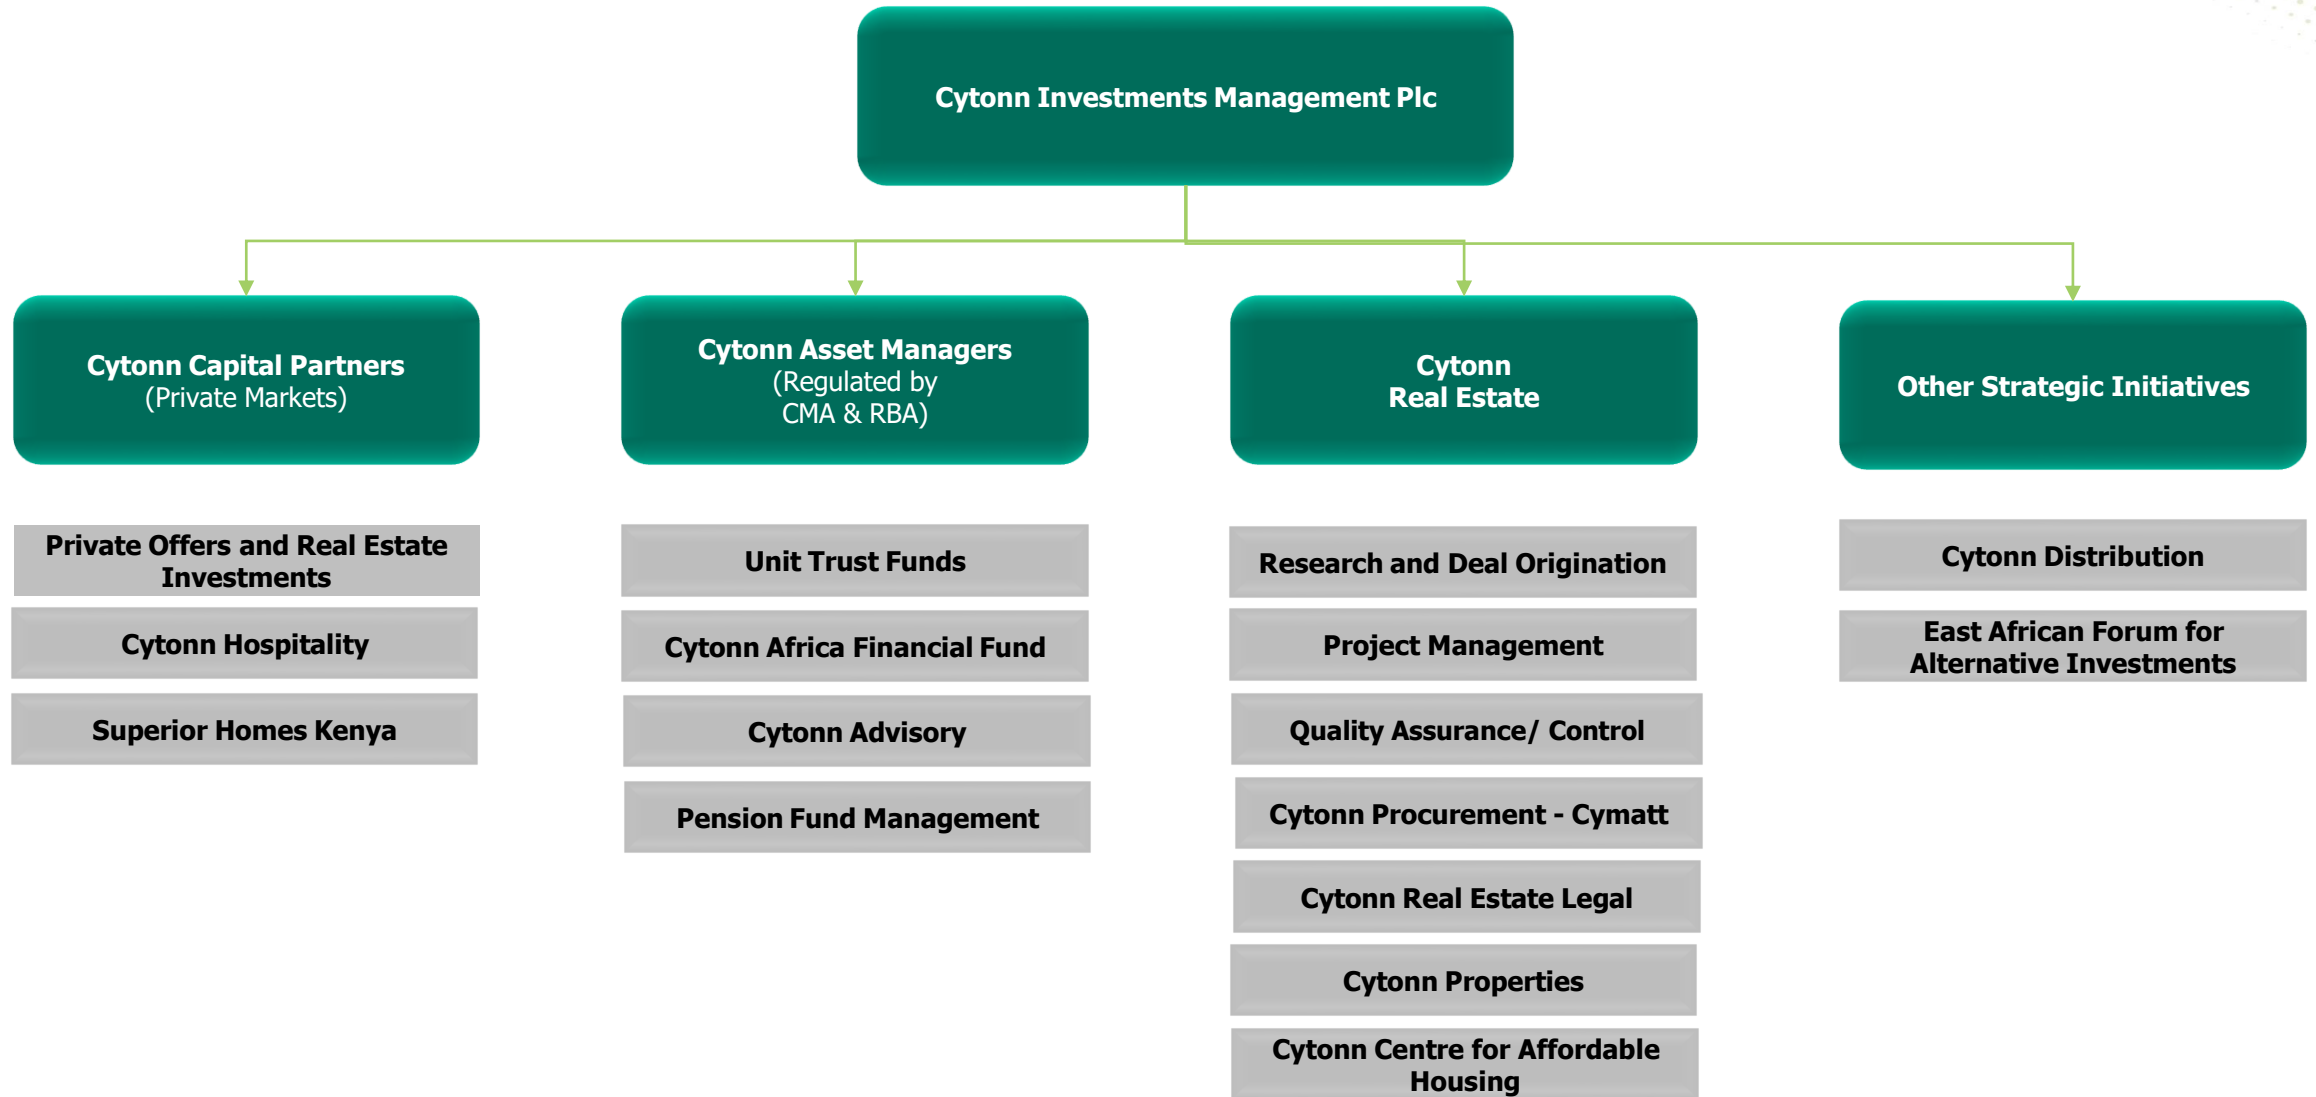 Cytonn Investments Management Plc
Cytonn Capital Partners
(Private Markets)
Cytonn Asset Managers
(Regulated by
CMA & RBA)
Cytonn
Real Estate
Other Strategic Initiatives
Private Offers and Real Estate
Investments
Cytonn Hospitality
Superior Homes Kenya
Unit Trust Funds
Cytonn Africa Financial Fund
Cytonn Advisory
Pension Fund Management
Research and Deal Origination
Project Management
Quality Assurance/ Control
Cytonn Procurement - Cymatt
Cytonn Real Estate Legal
Cytonn Properties
Cytonn Centre for Affordable
Housing
Cytonn Distribution
East African Forum for
Alternative Investments